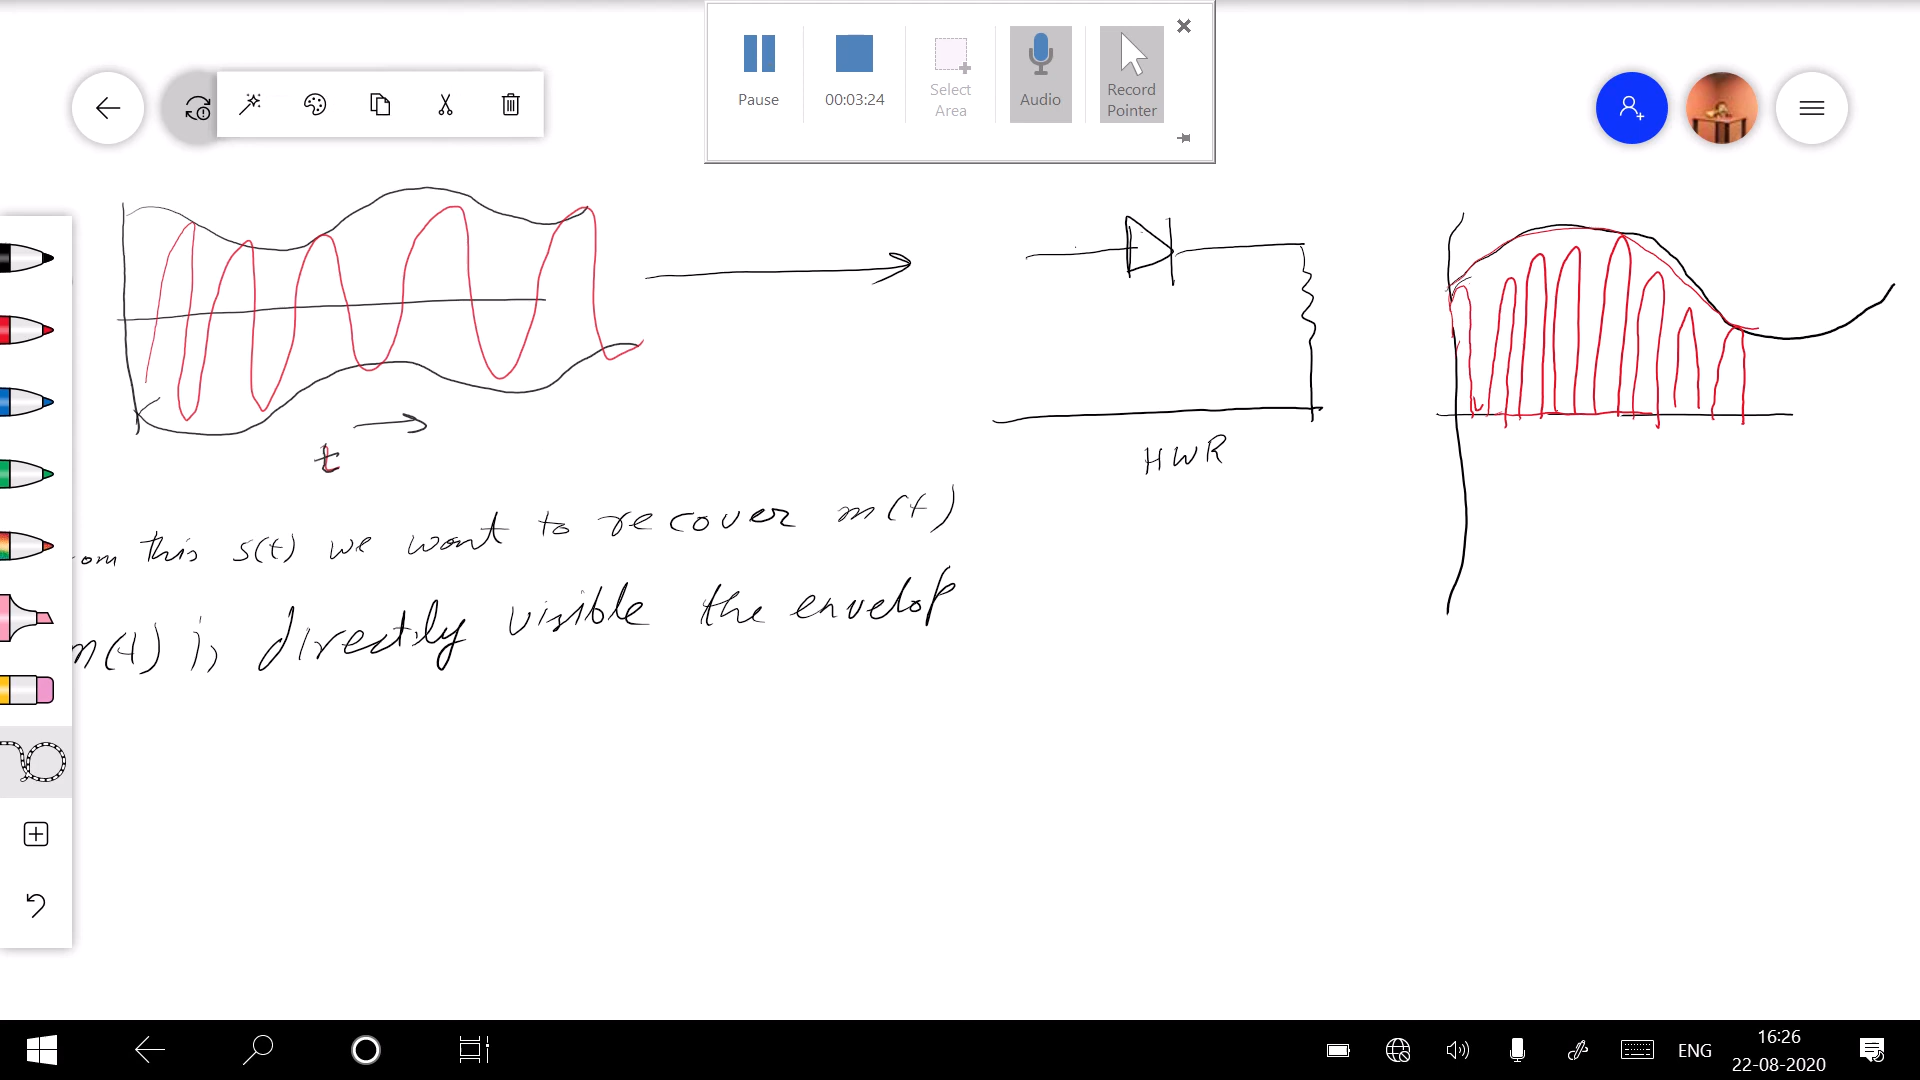 Pause
00:03:24
Select Area
Audio
Record Pointer
t
HWR
om this s(t) we want to recover m(t)
m(t) is directily visible the envelop
ENG
16:26
22-08-2020